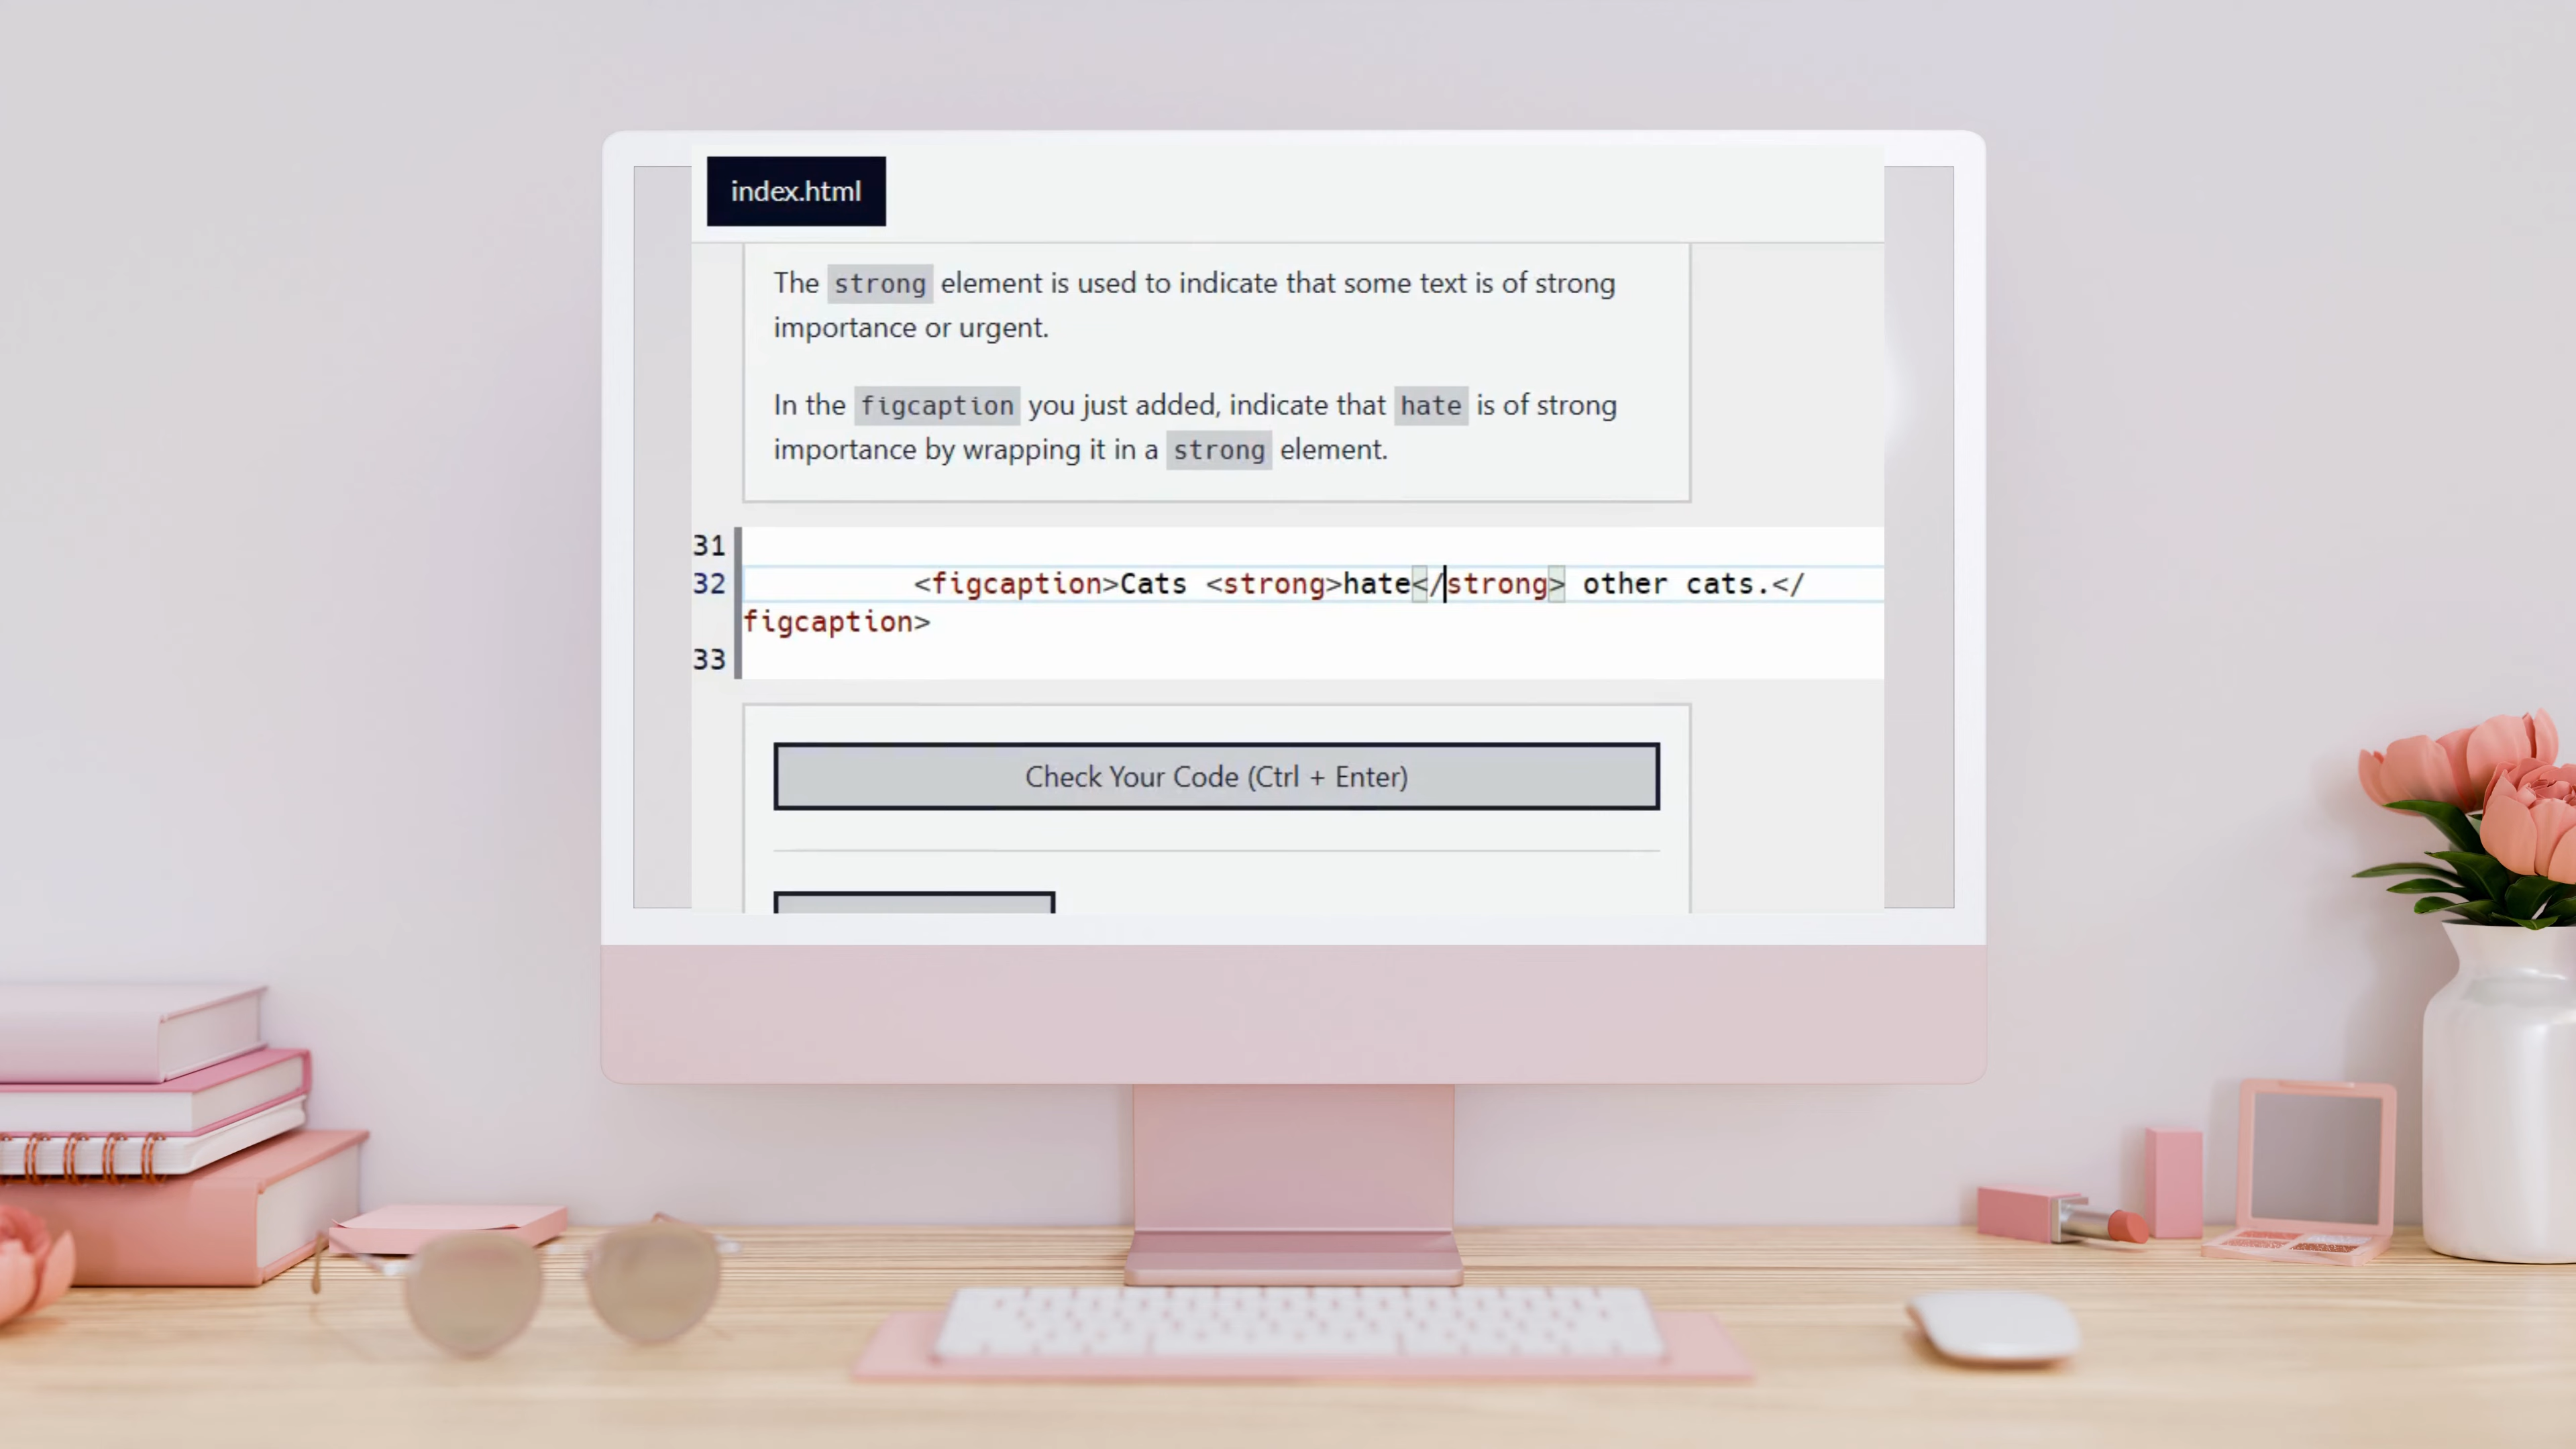 index.html
The strong element is used to indicate that some text is of strong
importance or urgent.
In the figcaption you just added, indicate that hate is of strong
importance by wrapping it in a strong element.
31
32 <figcaption>Cats <strong>hate</strong> other cats.</
figcaption>
33
Check Your Code (Ctrl + Enter)